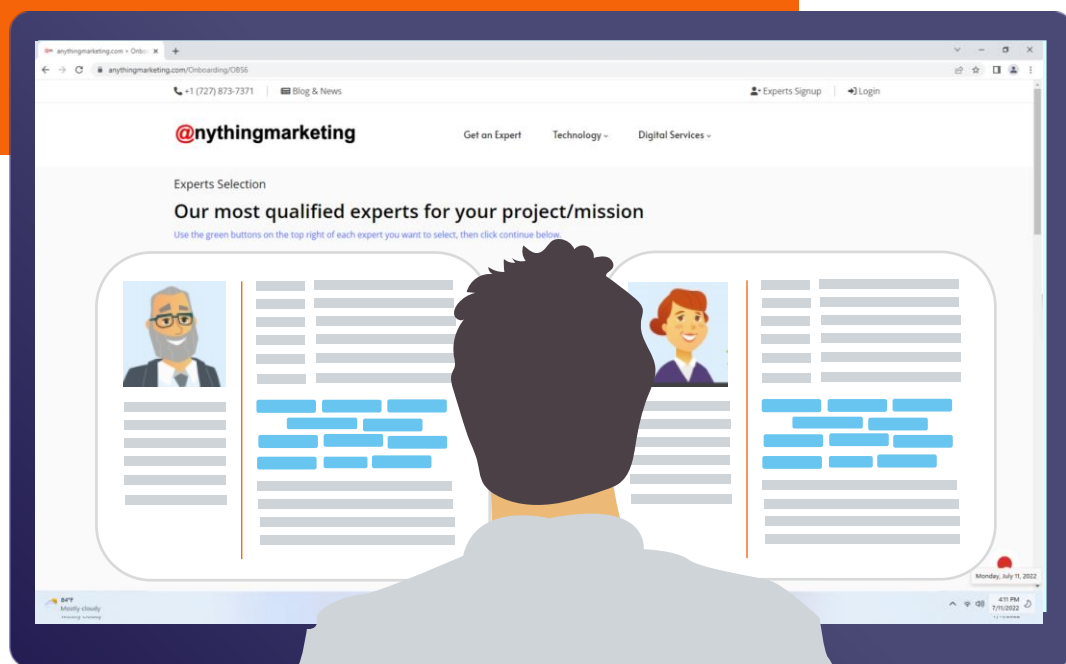 anythingmarketing.com > Onbo
anythingmarketing.com/Onboarding/OBS6
+1 (727) 873-7371
Blog & News
Experts Signup
Login
@nythingmarketing
Get an Expert
Technology
Digital Services
Experts Selection
Our most qualified experts for your project/mission
Use the green buttons on the top right of each expert you want to select, then click continue below.
Monday, July 11, 2022
84°F
Mostly cloudy
4:11 PM
7/11/2022